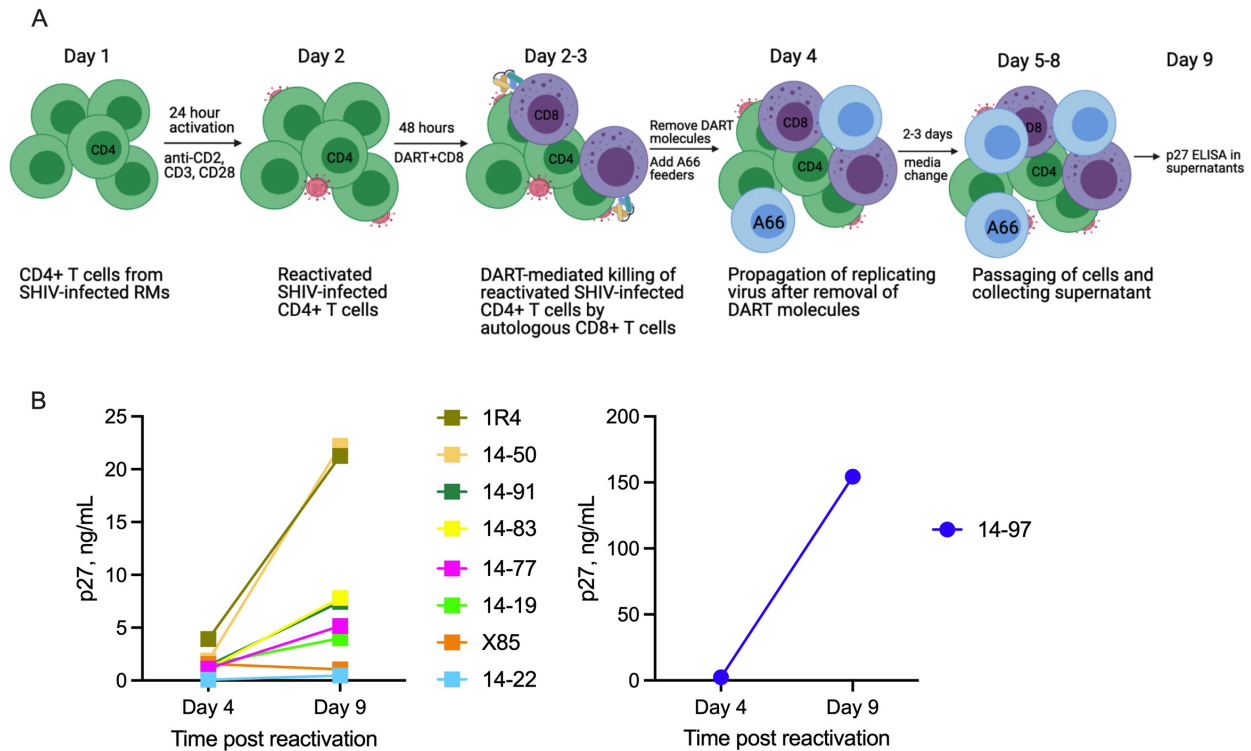 A
Day 1
Day 2
Day 2-3
Day 4
Day 5-8
Day 9
24 hour
activation
anti-CD2,
CD3, CD28
48 hours
DART+CD8
Remove DART
molecules
Add A66
feeders
2-3 days
media
change
p27 ELISA in
supernatants
CD4
CD4
CD8
CD4
CD8
CD4
A66
D8
CD4
A66
CD4+ T cells from
SHIV-infected RMs
Reactivated
SHIV-infected
CD4+ T cells
DART-mediated killing of
reactivated SHIV-infected
CD4+ T cells by
autologous CD8+ T cells
Propagation of replicating
virus after removal of
DART molecules
Passaging of cells and
collecting supernatant
B
p27, ng/mL
25
20
15
10
5
0
Day 4
Day 9
Time post reactivation
1R4
14-50
14-91
14-83
14-77
14-19
X85
14-22
p27, ng/mL
200
150
100
50
0
Day 4
Day 9
Time post reactivation
14-97